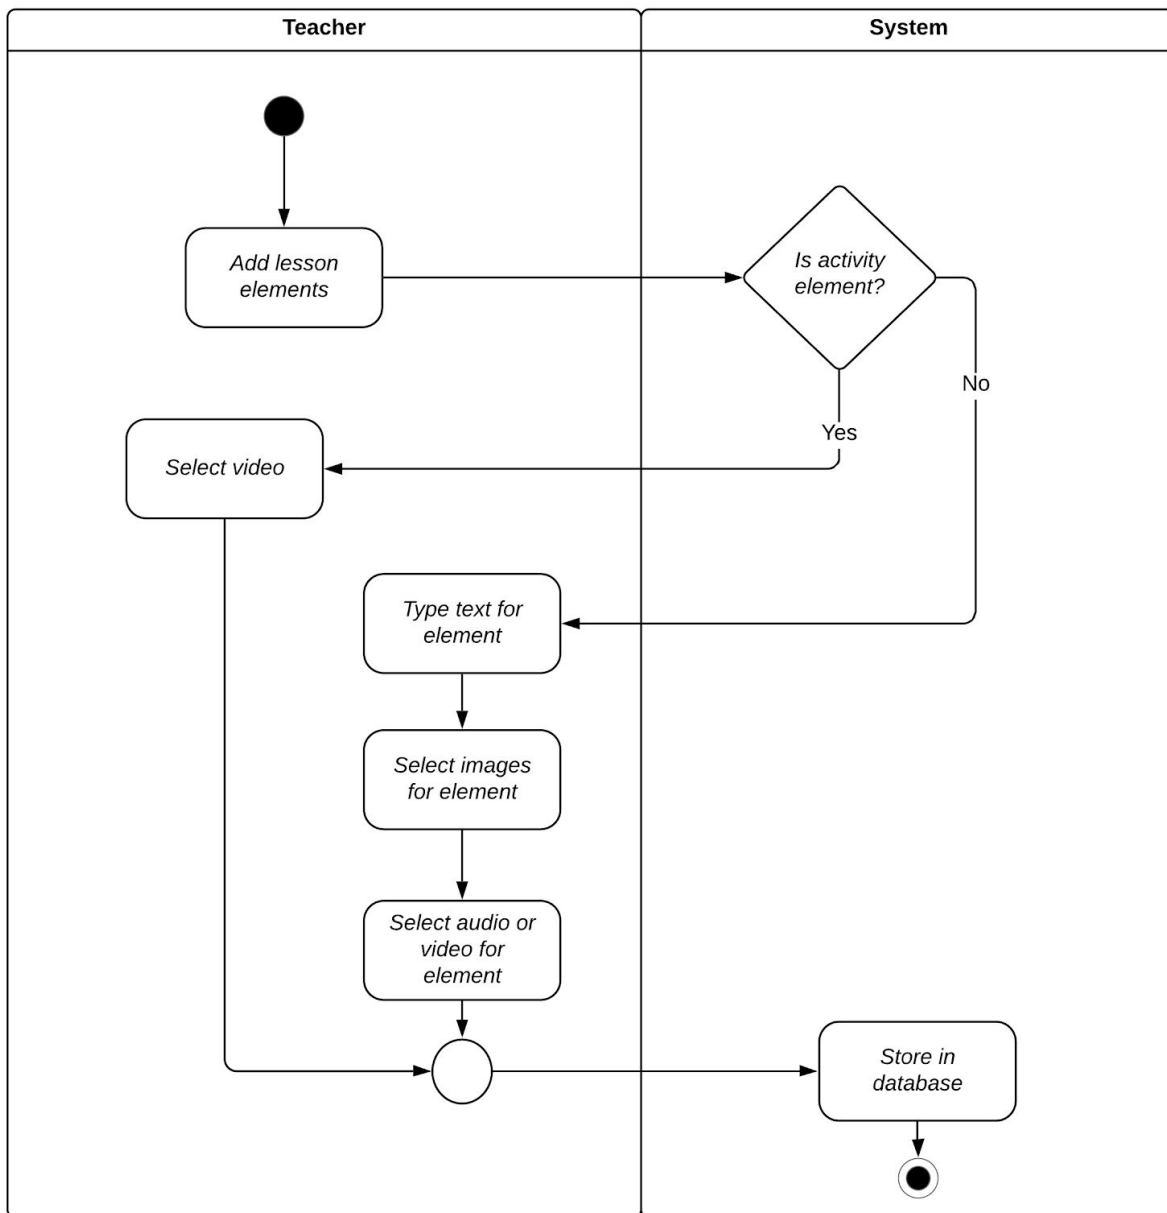 Teacher
System
Add lesson
elements
Is activity
element?
No
Yes
Select video
Type text for
element
Select images
for element
Select audio or
video for
element
Store in
database